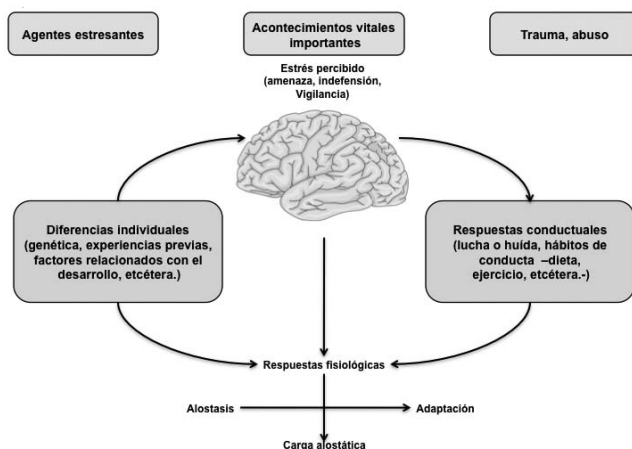 Agentes estresantes
Acontecimientos vitales
importantes
Trauma, abuso
Estrés percibido
(amenaza, indefensión,
Vigilancia)
Diferencias individuales
(genética, experiencias previas,
factores relacionados con el
desarrollo, etcétera.)
Respuestas conductuales
(lucha o huída, hábitos de
conducta –dieta,
ejercicio, etcétera.-)
Respuestas fisiológicas
Alostasis
Adaptación
Carga alostática